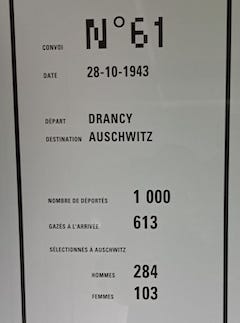 CONVOI N°61
DATE 28-10-1943
DÉPART DRANCY
DESTINATION AUSCHWITZ
NOMBRE DE DÉPORTÉS 1 000
GAZÉS À L'ARRIVÉE 613
SÉLECTIONNÉS À AUSCHWITZ
HOMMES 284
FEMMES 103